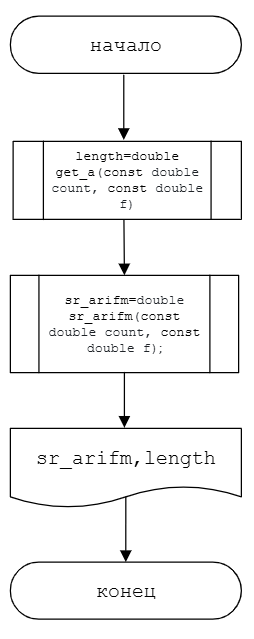 начало
length=double
get_a(const double
count, const double
f)
sr_arifm=double
sr_arifm(const
double count, const
double f);
sr_arifm,length
конец